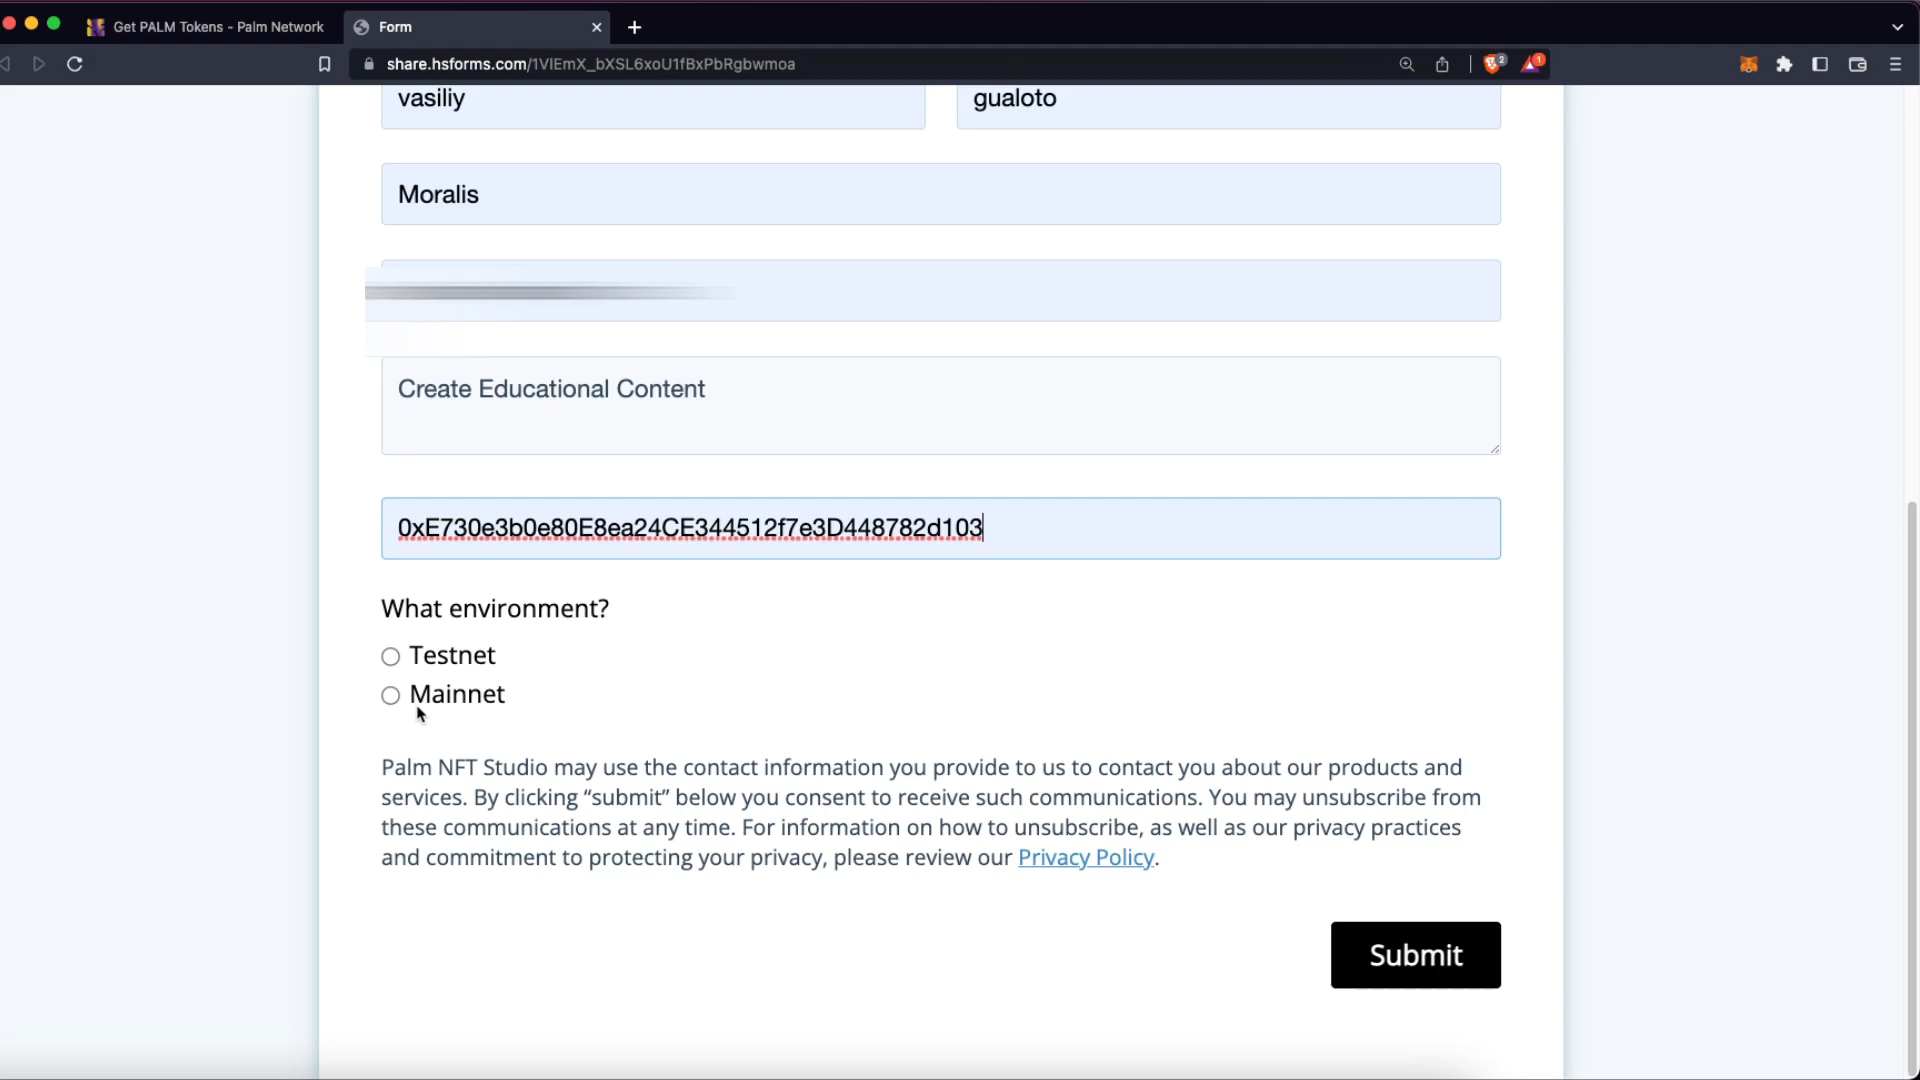 Get PALM Tokens - Palm Network
Form
share.hsforms.com/1VlEmX_bXSL6xoU1fBxPbRgbwmoa
2
1
vasiliy
gualoto
Moralis
Create Educational Content
0xE730e3b0e80E8ea24CE344512f7e3D448782d103
What environment?
Testnet
Mainnet
Palm NFT Studio may use the contact information you provide to us to contact you about our products and
services. By clicking “submit” below you consent to receive such communications. You may unsubscribe from
these communications at any time. For information on how to unsubscribe, as well as our privacy practices
and commitment to protecting your privacy, please review our Privacy Policy.
Submit